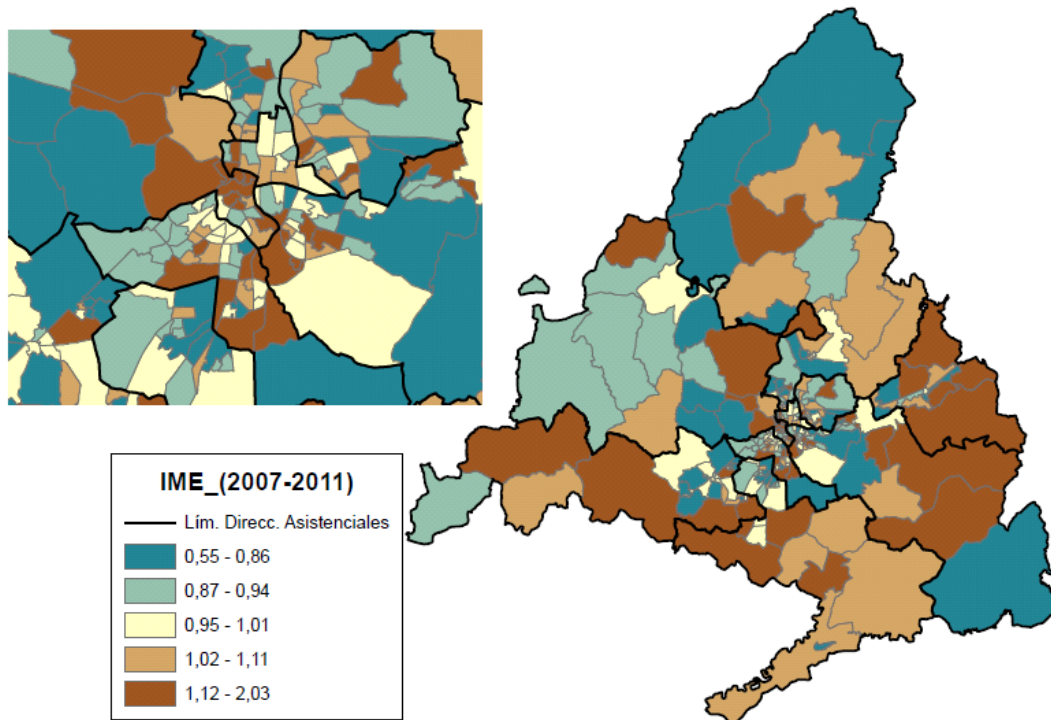 IME_(2007-2011)
Lím. Direcc. Asistenciales
0,55 - 0,86
0,87 - 0,94
0,95 - 1,01
1,02 - 1,11
1,12 - 2,03